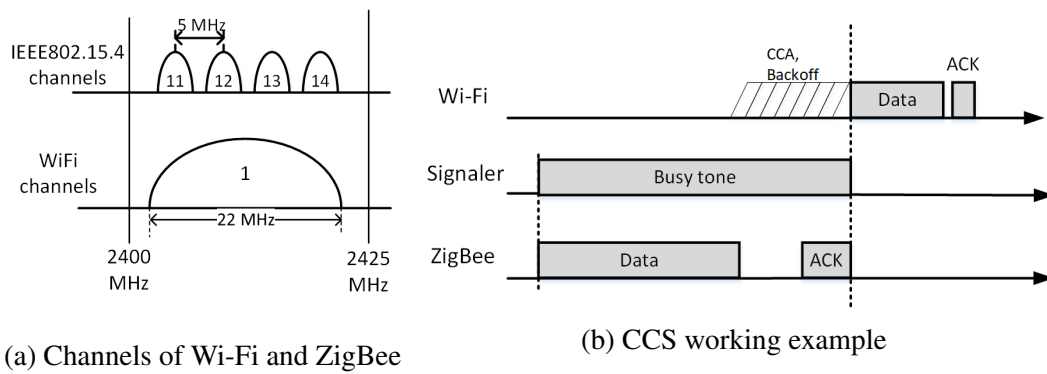 5 MHz
IEEE802.15.4
channels
11 12 13 14
WiFi
channels
1
22 MHz
2400
MHz
2425
MHz
(a) Channels of Wi-Fi and ZigBee
CCA,
Backoff
ACK
Wi-Fi
Data
Signaler
Busy tone
ZigBee
Data
ACK
(b) CCS working example